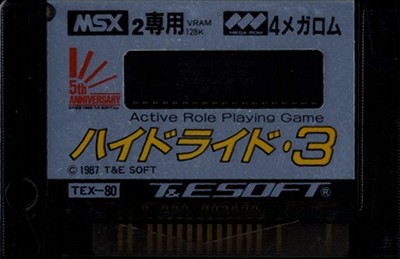 MSX 2専用 VRAM 128K MEGA ROM 4メガロム
5th
ANNIVERSARY
Active Role Playing Game
ハイドライド・3
© 1987 T&E SOFT
TEX-80 T&ESOFT®